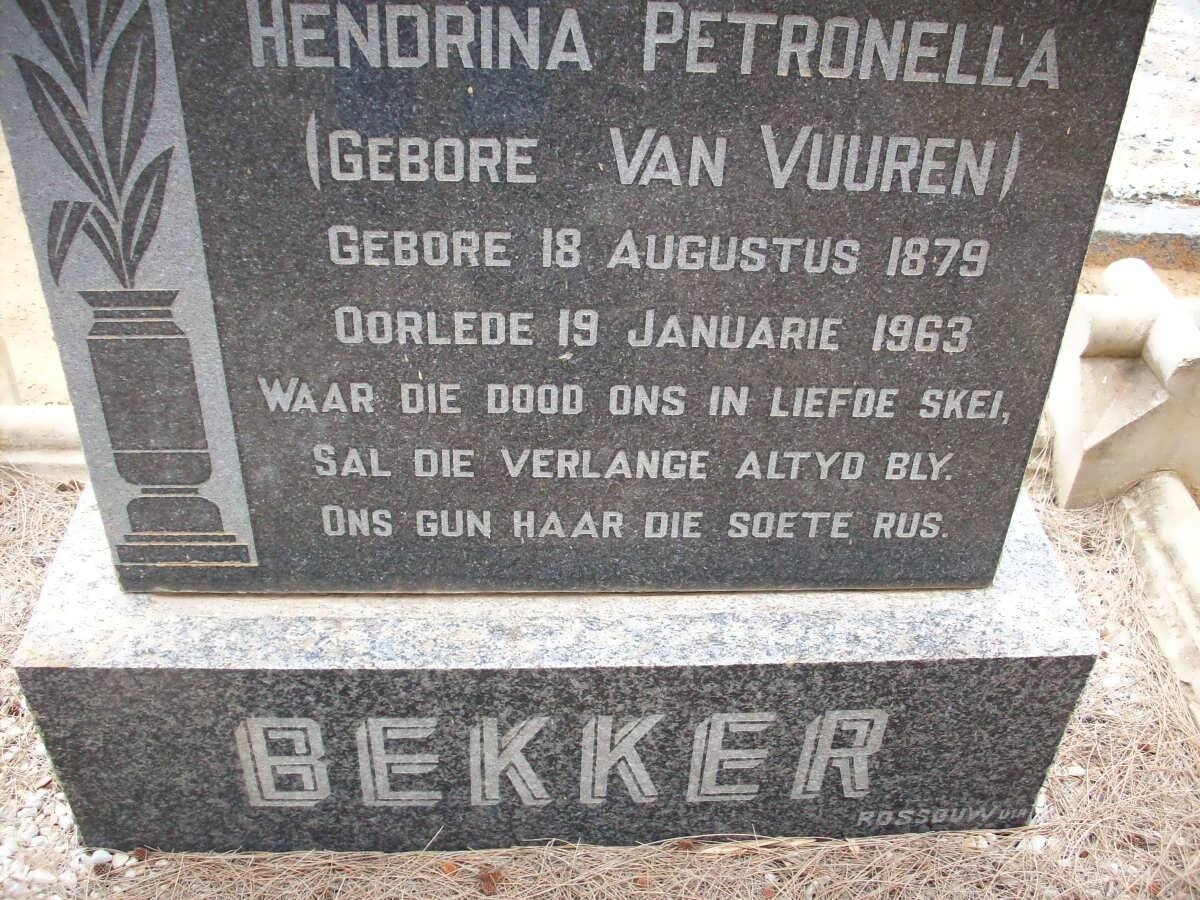 HENDRINA PETRONELLA
(GEBORE VAN VUUREN)
GEBORE 18 AUGUSTUS 1879
OORLEDE 19 JANUARIE 1963
WAAR DIE DOOD ONS IN LIEFDE SKEI,
SAL DIE VERLANGE ALTYD BLY.
ONS GUN HAAR DIE SOETE RUS.
BEKKER
ROSSOUW